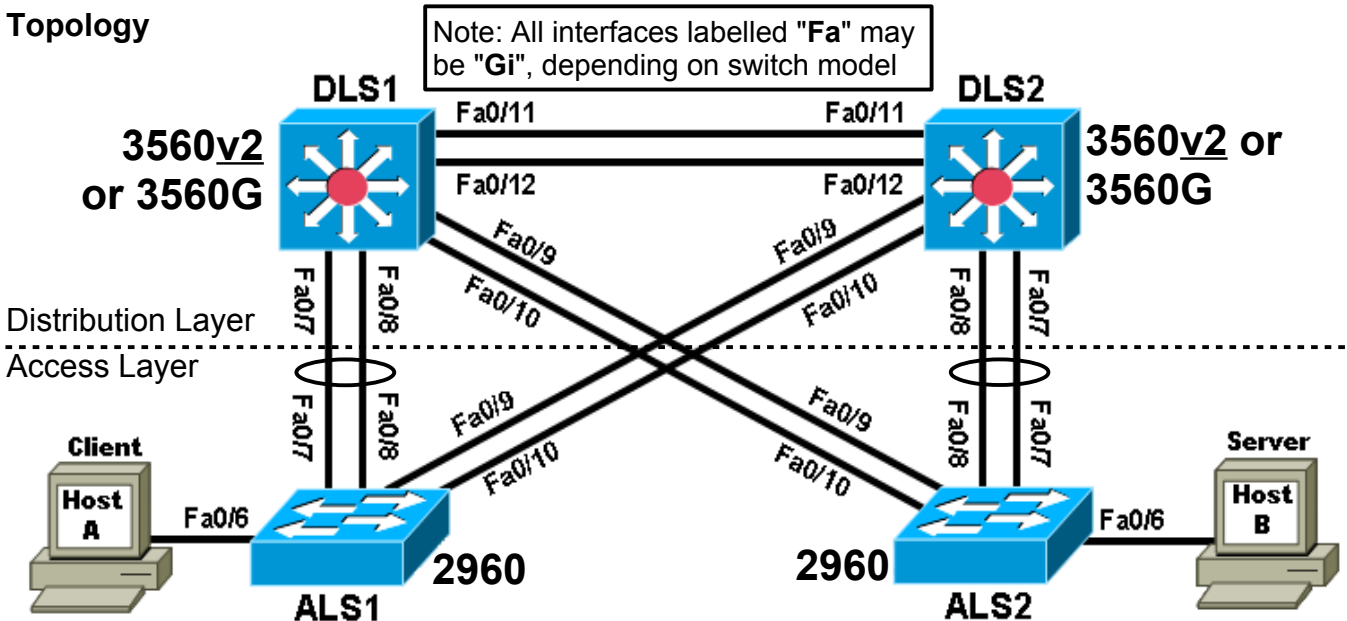 Topology
Note: All interfaces labelled "Fa" may
be "Gi", depending on switch model
DLS1
DLS2
3560v2
or 3560G
Fa0/11
Fa0/11
3560v2 or
3560G
Fa0/12
Fa0/12
Fa0/9
Fa0/10
Fa0/9
Fa0/10
Fa0/7
Fa0/8
Fa0/8
Fa0/7
Distribution Layer
Access Layer
Fa0/7
Fa0/8
Fa0/9
Fa0/10
Fa0/9
Fa0/10
Fa0/8
Fa0/7
Client
Host
A
Fa0/6
2960
ALS1
2960
ALS2
Fa0/6
Server
Host
B